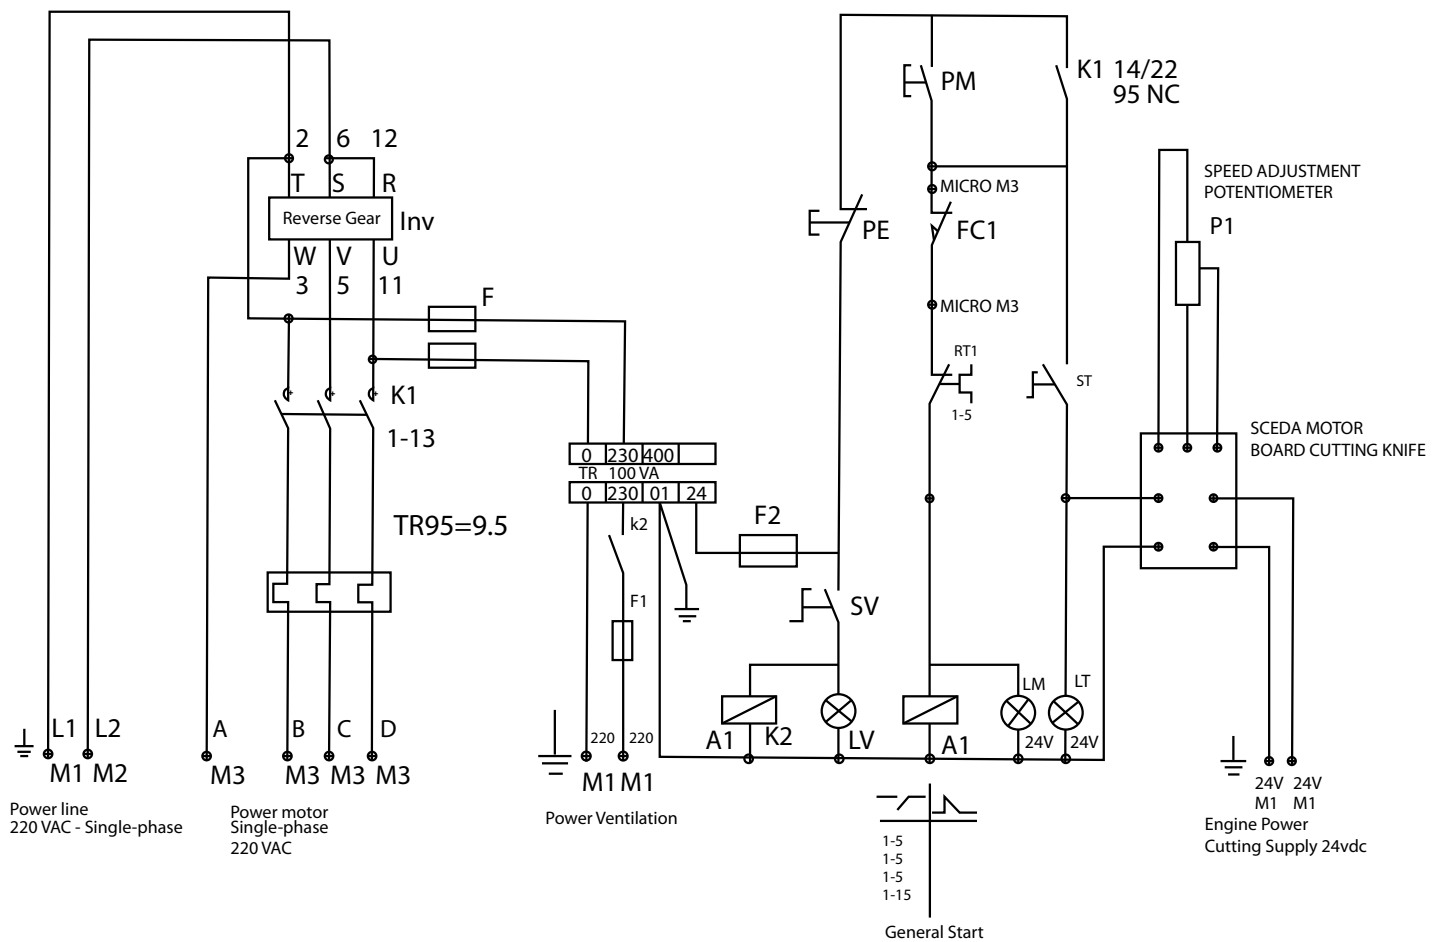 K1 14/22
95 NC
PM
2 6 12
T S R
Reverse Gear
Inv
W V U
3 5 11
F
MICRO M3
PE
FC1
MICRO M3
SPEED ADJUSTMENT
POTENTIOMETER
P1
RT1
1-5
ST
K1
1-13
0 230 400
TR 100 VA
0 230 01 24
SCEDA MOTOR
BOARD CUTTING KNIFE
TR95=9.5
k2
F2
F1
SV
L1 L2
A B C D
220 220
A1 K2 LV A1
LM LT
24V 24V
M1 M2
M3 M3 M3 M3
M1 M1
24V 24V
M1 M1
Power line
220 VAC - Single-phase
Power motor
Single-phase
220 VAC
Power Ventilation
Engine Power
Cutting Supply 24vdc
1-5
1-5
1-5
1-15
General Start